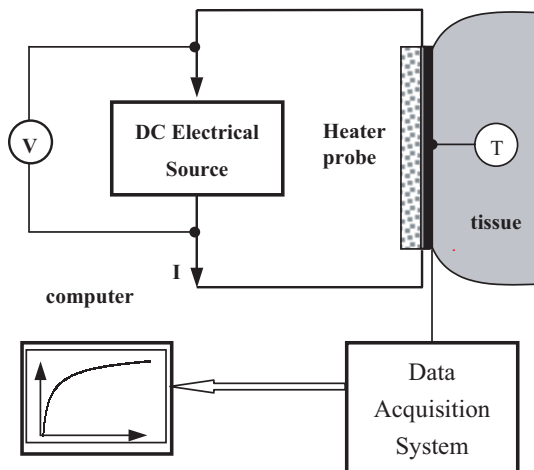 V
DC Electrical
Source
Heater
probe
T
tissue
I
computer
Data
Acquisition
System